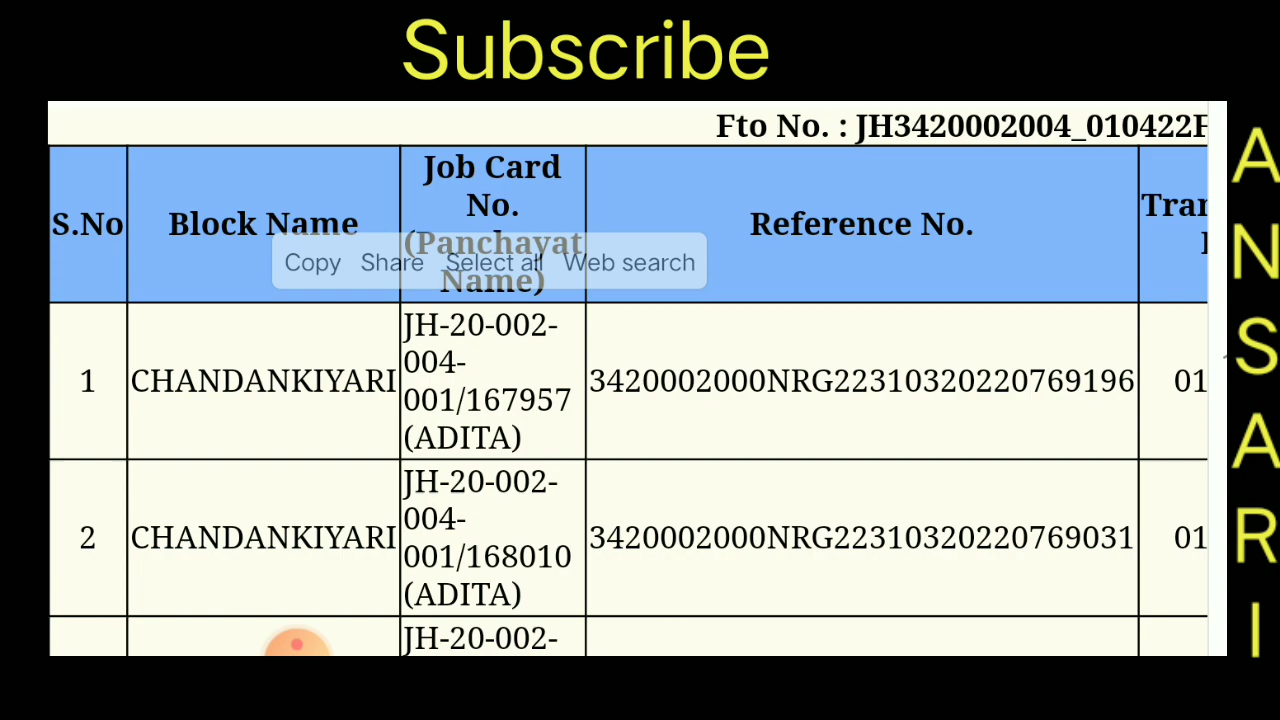 Subscribe
Fto No. : JH3420002004_010422F
S.No
Block Name
Job Card
No.
(Panchayat
Name)
Reference No.
Copy Share Select all Web search
1
CHANDANKIYARI
JH-20-002-
004-
001/167957
(ADITA)
3420002000NRG22310320220769196
01
2
CHANDANKIYARI
JH-20-002-
004-
001/168010
(ADITA)
3420002000NRG22310320220769031
01
JH-20-002-
ANSARI